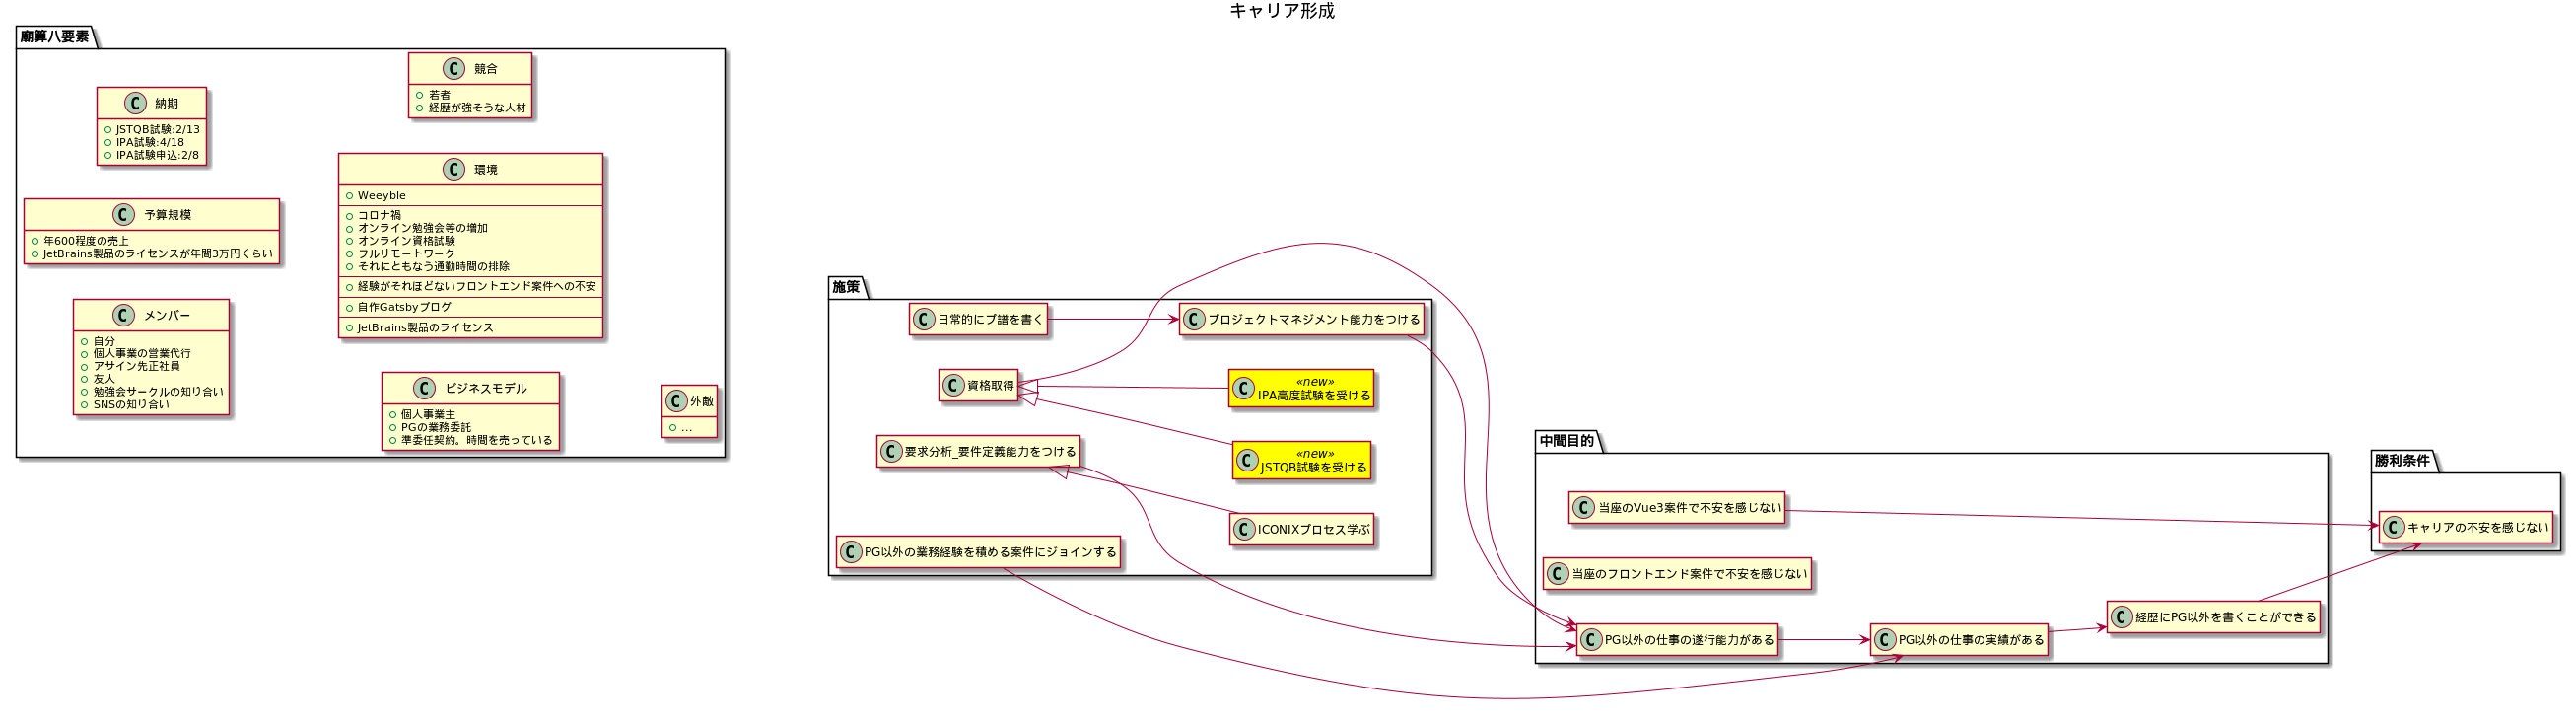 キャリア形成
廟算八要素
C 競合
+ 若者
+ 経歴が強そうな人材
C 納期
+ JSTQB試験:2/13
+ IPA試験:4/18
+ IPA試験申込:2/8
C 環境
+ Weeyble
+ コロナ禍
+ オンライン勉強会等の増加
+ オンライン資格試験
+ フルリモートワーク
+ それにともなう通勤時間の排除
+ 経験がそれほどないフロントエンド案件への不安
+ 自作Gatsbyブログ
+ JetBrains製品のライセンス
C 予算規模
+ 年600程度の売上
+ JetBrains製品のライセンスが年間3万円くらい
C メンバー
+ 自分
+ 個人事業の営業代行
+ アサイン先正社員
+ 友人
+ 勉強会サークルの知り合い
+ SNSの知り合い
C ビジネスモデル
+ 個人事業主
+ PGの業務委託
+ 準委任契約。時間を売っている
C 外敵
+ ...
施策
C 日常的にプ譜を書く
C プロジェクトマネジメント能力をつける
C 資格取得
C «new»
IPA高度試験を受ける
C 要求分析_要件定義能力をつける
C «new»
JSTQB試験を受ける
C ICONIXプロセス学ぶ
C PG以外の業務経験を積める案件にジョインする
中間目的
C 当座のVue3案件で不安を感じない
C 当座のフロントエンド案件で不安を感じない
C PG以外の仕事の遂行能力がある
C PG以外の仕事の実績がある
C 経歴にPG以外を書くことができる
勝利条件
C キャリアの不安を感じない